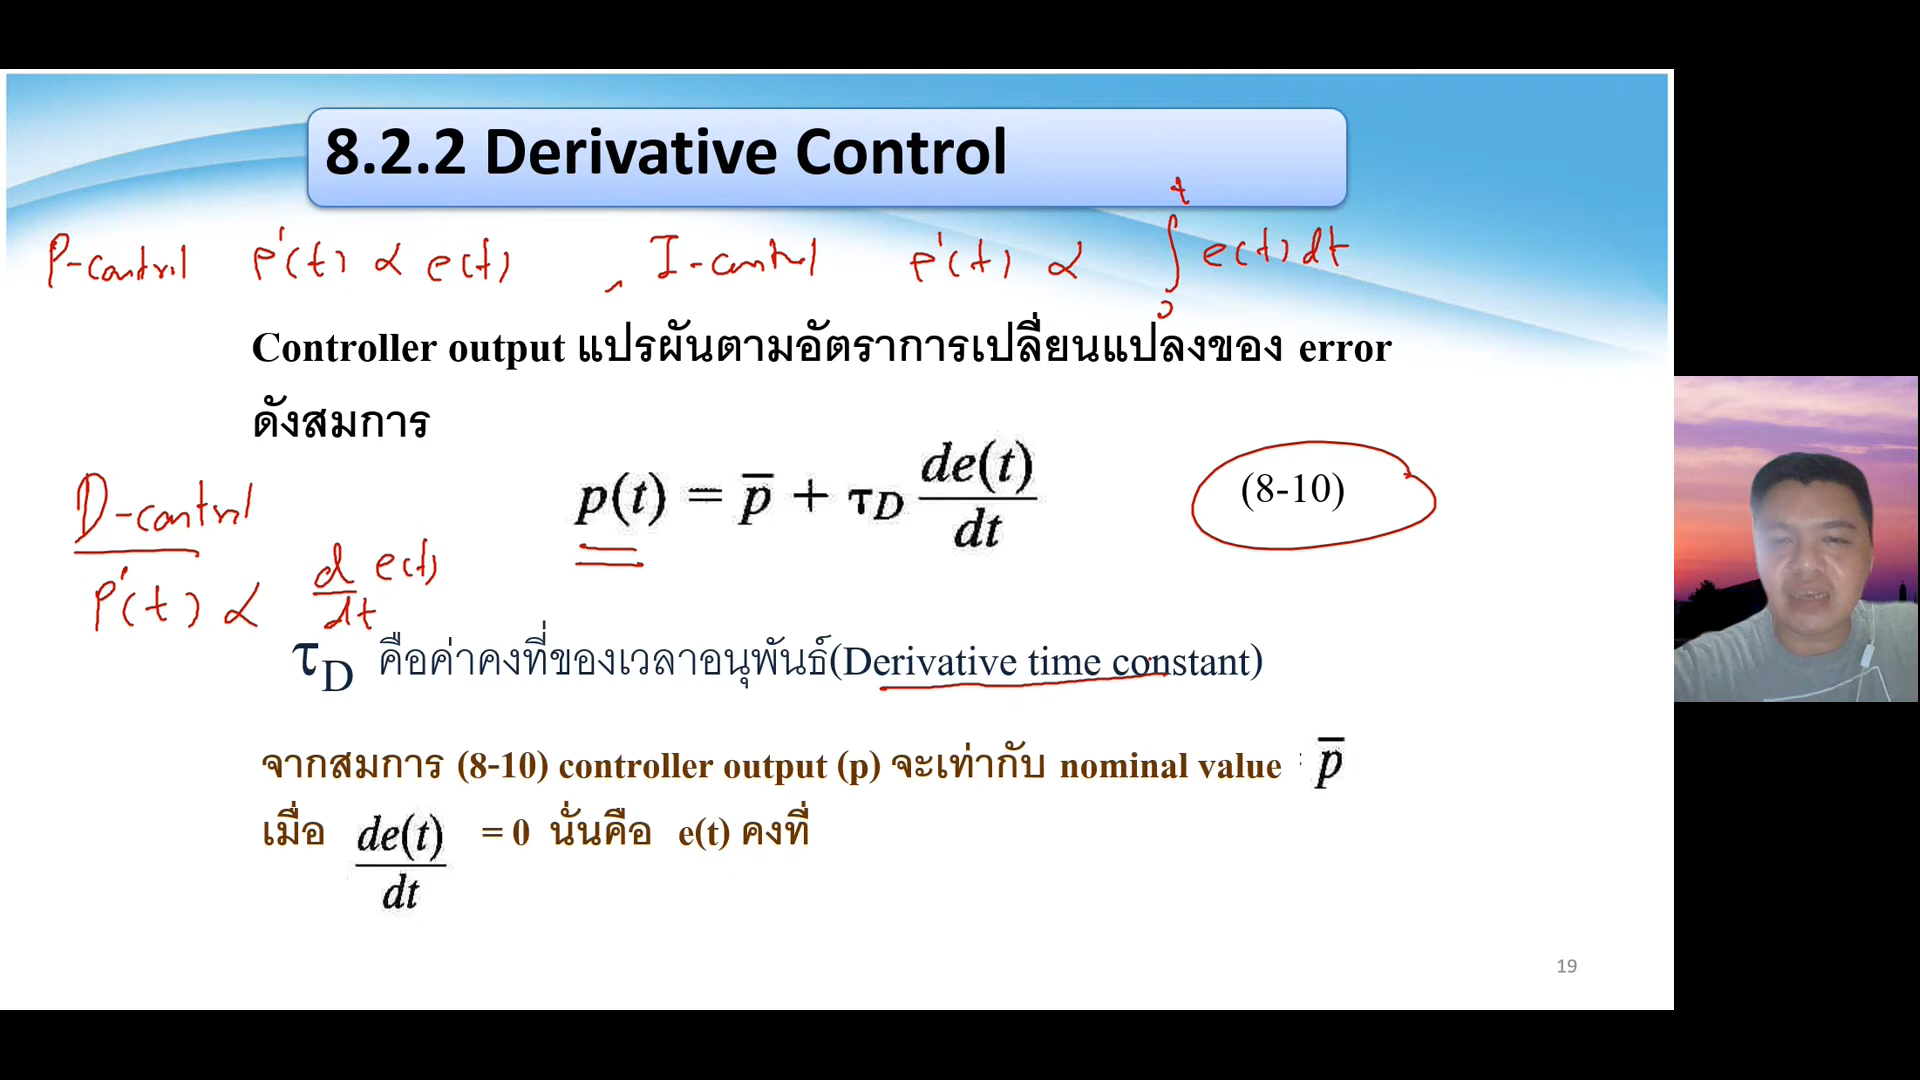 8.2.2 Derivative Control
P-control p'(t) ∝ e(t) , I-control p'(t) ∝ ∫₀ᵗ e(t) dt
Controller output แปรผันตามอัตราการเปลี่ยนแปลงของ error
ดังสมการ
p(t) = p̅ + τD de(t)/dt (8-10)
D-control
p'(t) ∝ d/dt e(t)
τD คือค่าคงที่ของเวลาอนุพันธ์(Derivative time constant)
จากสมการ (8-10) controller output (p) จะเท่ากับ nominal value : p̅
เมื่อ de(t)/dt = 0 นั่นคือ e(t) คงที่
19